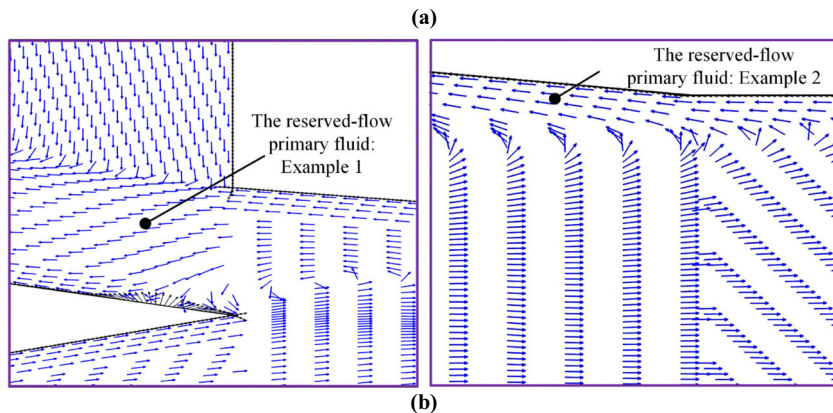 (a)
The reserved-flow
primary fluid:
Example 1
The reserved-flow
primary fluid: Example 2
(b)